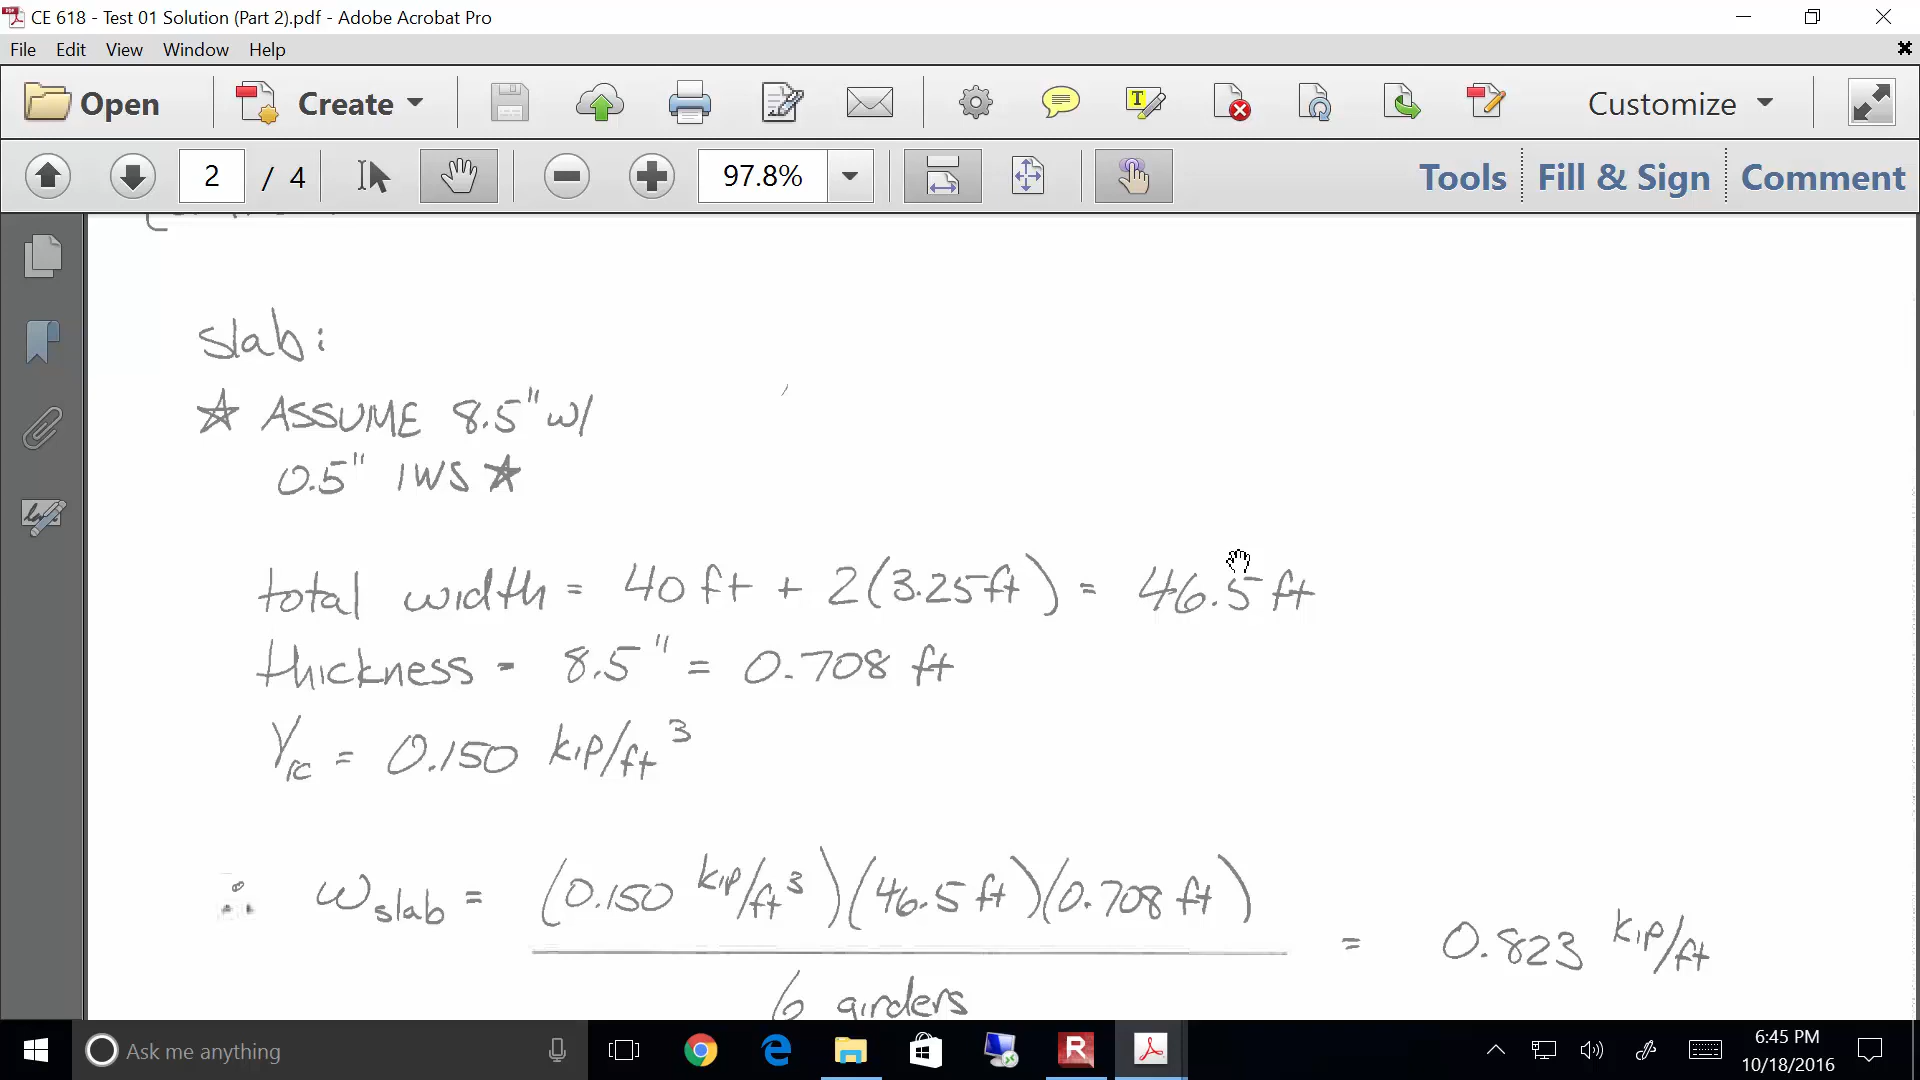 CE 618 - Test 01 Solution (Part 2).pdf - Adobe Acrobat Pro
File Edit View Window Help
Open Create Customize
2 / 4 97.8% Tools Fill & Sign Comment
slab:
☆ ASSUME 8.5" w/
0.5" IWS ☆
total width = 40 ft + 2(3.25ft) = 46.5 ft
thickness = 8.5" = 0.708 ft
γrc = 0.150 kip/ft³
∴ ωslab = (0.150 kip/ft³)(46.5 ft)(0.708 ft)
= 0.823 kip/ft
6 girders
Ask me anything
6:45 PM
10/18/2016